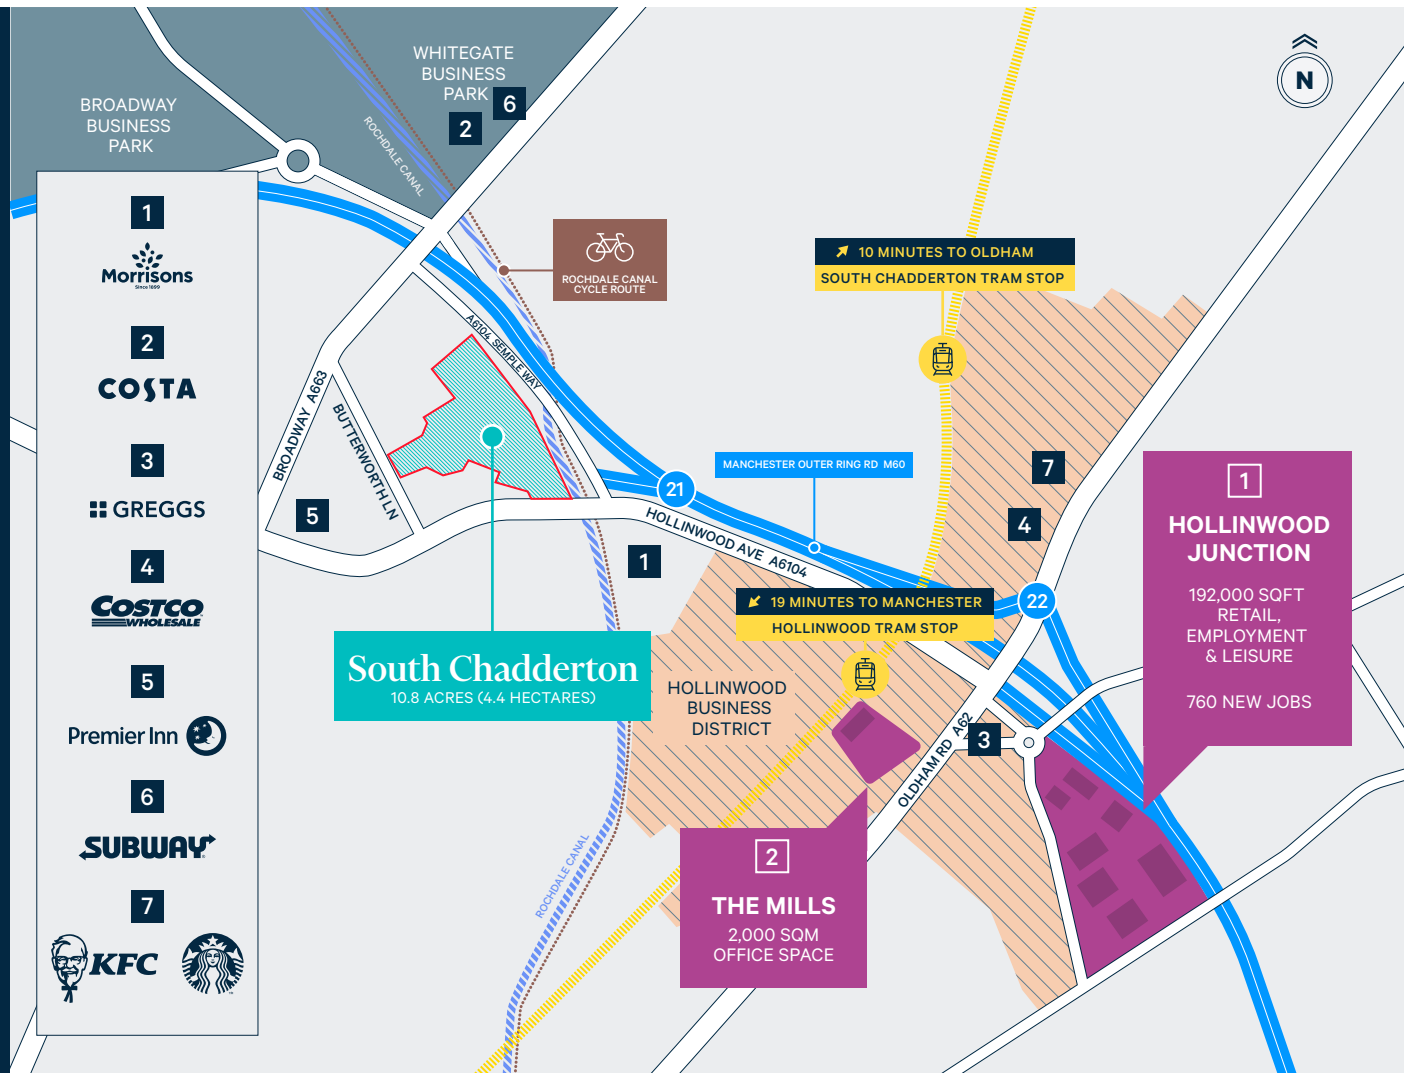 WHITEGATE
BUSINESS
PARK
6
2
BROADWAY
BUSINESS
PARK
N
ROCHDALE CANAL
1
Morrisons
Since 1899
2
COSTA
3
GREGGS
4
COSTCO
WHOLESALE
5
Premier Inn
6
SUBWAY
7
KFC
ROCHDALE CANAL
CYCLE ROUTE
10 MINUTES TO OLDHAM
SOUTH CHADDERTON TRAM STOP
A6104 SEMPLE WAY
BROADWAY A663
BUTTERWORTH LN
5
21
MANCHESTER OUTER RING RD M60
HOLLINWOOD AVE A6104
1
7
4
22
19 MINUTES TO MANCHESTER
HOLLINWOOD TRAM STOP
South Chadderton
10.8 ACRES (4.4 HECTARES)
HOLLINWOOD
BUSINESS
DISTRICT
OLDHAM RD A62
3
1
HOLLINWOOD
JUNCTION
192,000 SQFT
RETAIL,
EMPLOYMENT
& LEISURE
760 NEW JOBS
2
THE MILLS
2,000 SQM
OFFICE SPACE
ROCHDALE CANAL